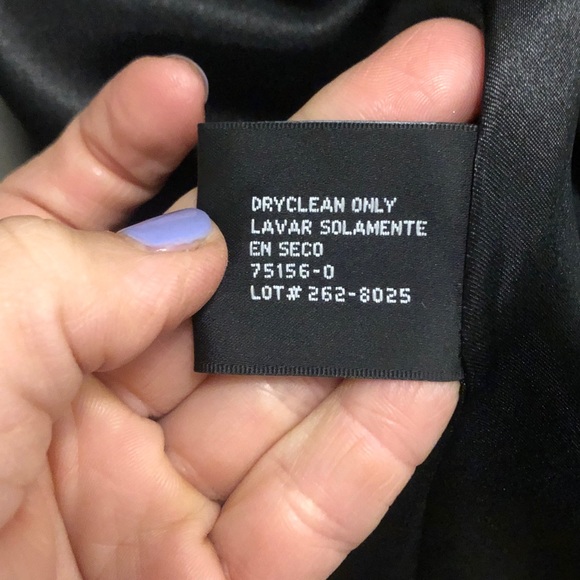 DRYCLEAN ONLY
LAVAR SOLAMENTE
EN SECO
75156-0
LOT# 262-8025